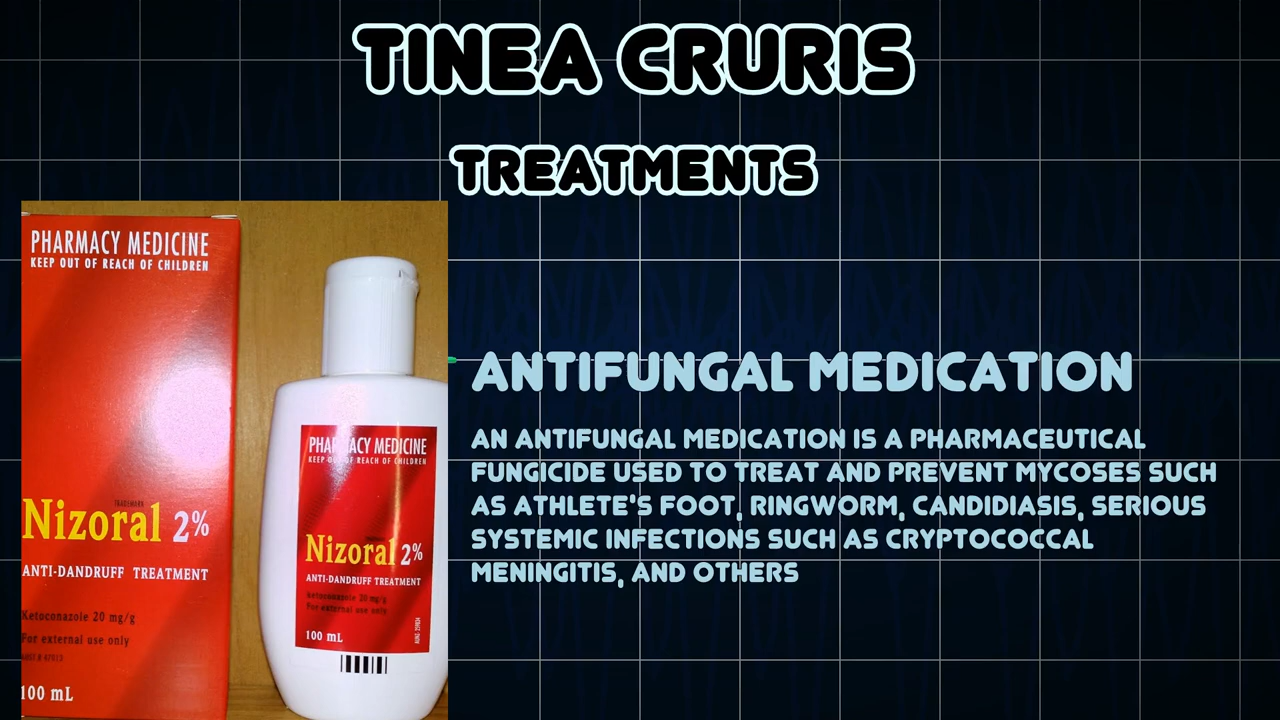 TINEA CRURIS
TREATMENTS
PHARMACY MEDICINE
KEEP OUT OF REACH OF CHILDREN
TRADEMARK
Nizoral 2%
ANTI-DANDRUFF TREATMENT
Ketoconazole 20 mg/g
For external use only
100 mL
PHARMACY MEDICINE
KEEP OUT OF REACH OF CHILDREN
Nizoral 2%
ANTI-DANDRUFF TREATMENT
Ketoconazole 20 mg/g
For external use only
100 mL
ANTIFUNGAL MEDICATION
AN ANTIFUNGAL MEDICATION IS A PHARMACEUTICAL
FUNGICIDE USED TO TREAT AND PREVENT MYCOSES SUCH
AS ATHLETE'S FOOT, RINGWORM, CANDIDIASIS, SERIOUS
SYSTEMIC INFECTIONS SUCH AS CRYPTOCOCCAL
MENINGITIS, AND OTHERS